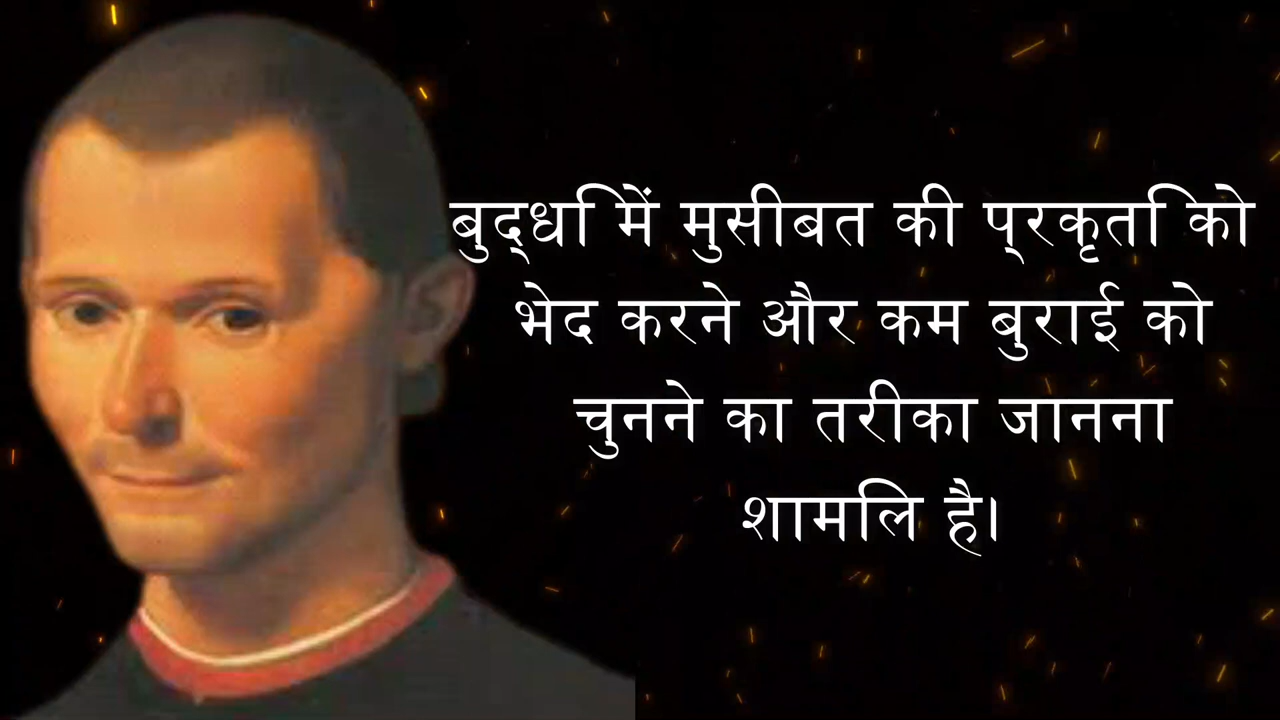 बुद्धि में मुसीबत की प्रकृति को
भेद करने और कम बुराई को
चुनने का तरीका जानना
शामिल है।